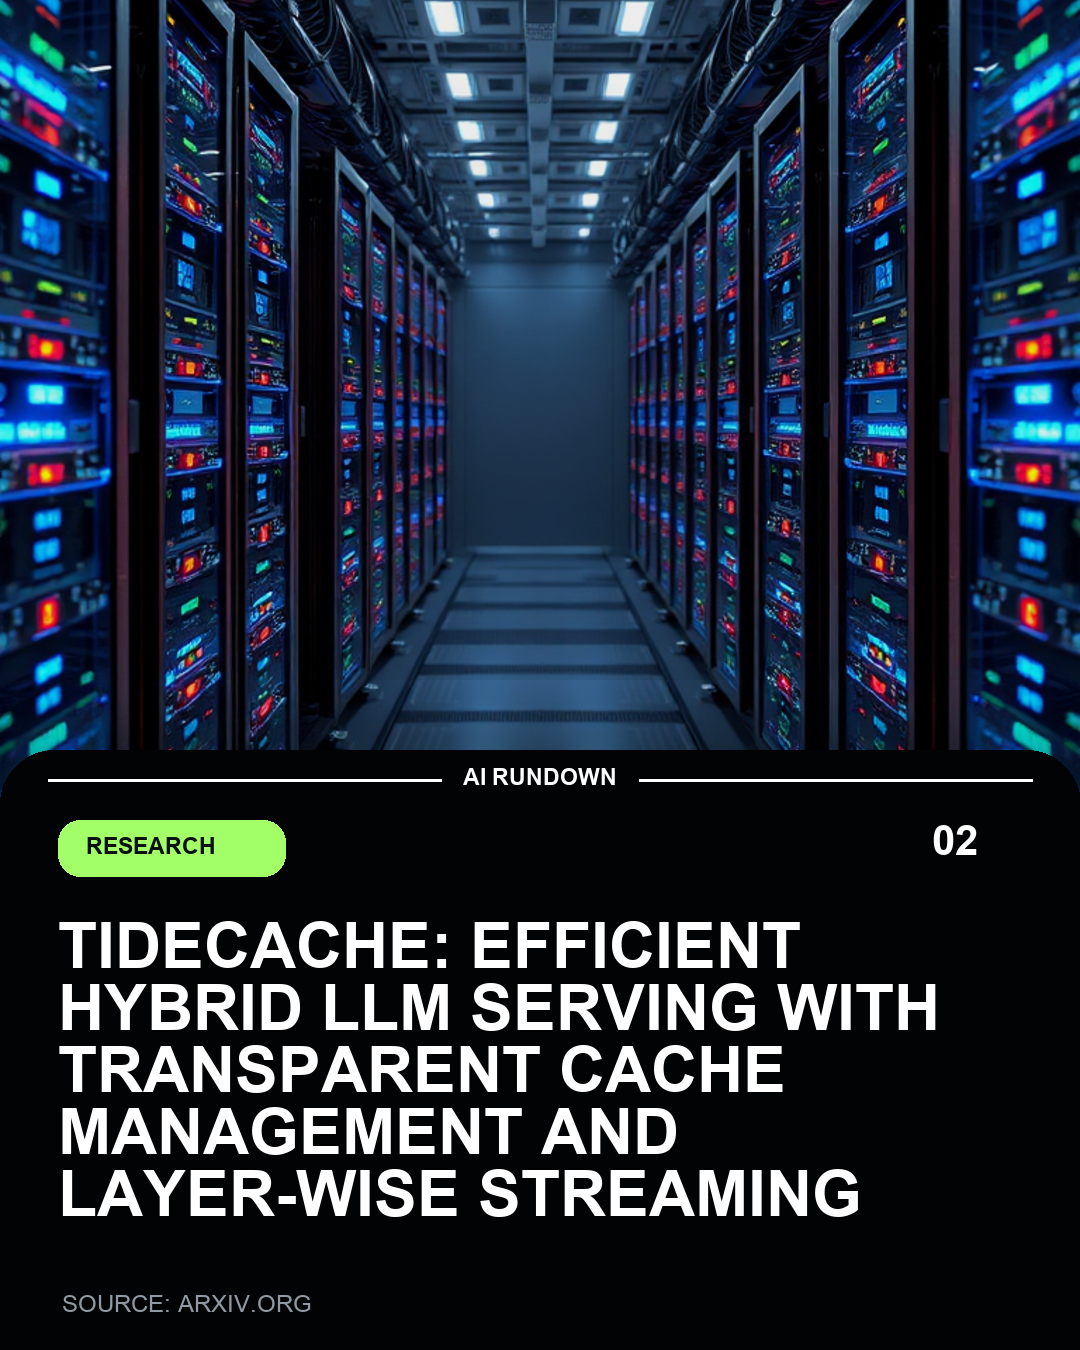 AI RUNDOWN
RESEARCH
02
TIDECACHE: EFFICIENT
HYBRID LLM SERVING WITH
TRANSPARENT CACHE
MANAGEMENT AND
LAYER-WISE STREAMING
SOURCE: ARXIV.ORG